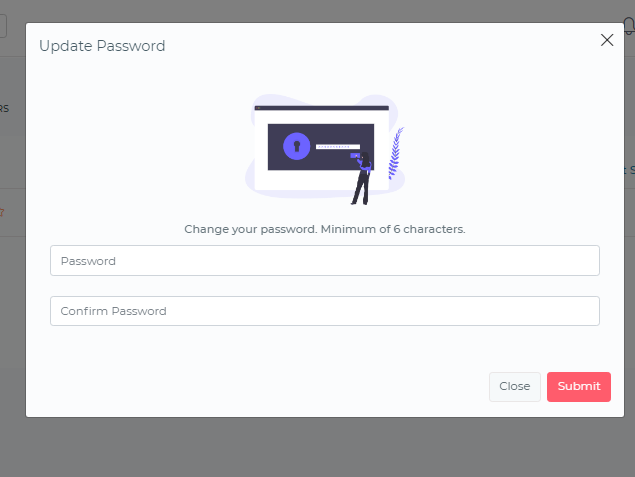 Update Password
Change your password. Minimum of 6 characters.
Password
Confirm Password
Close
Submit